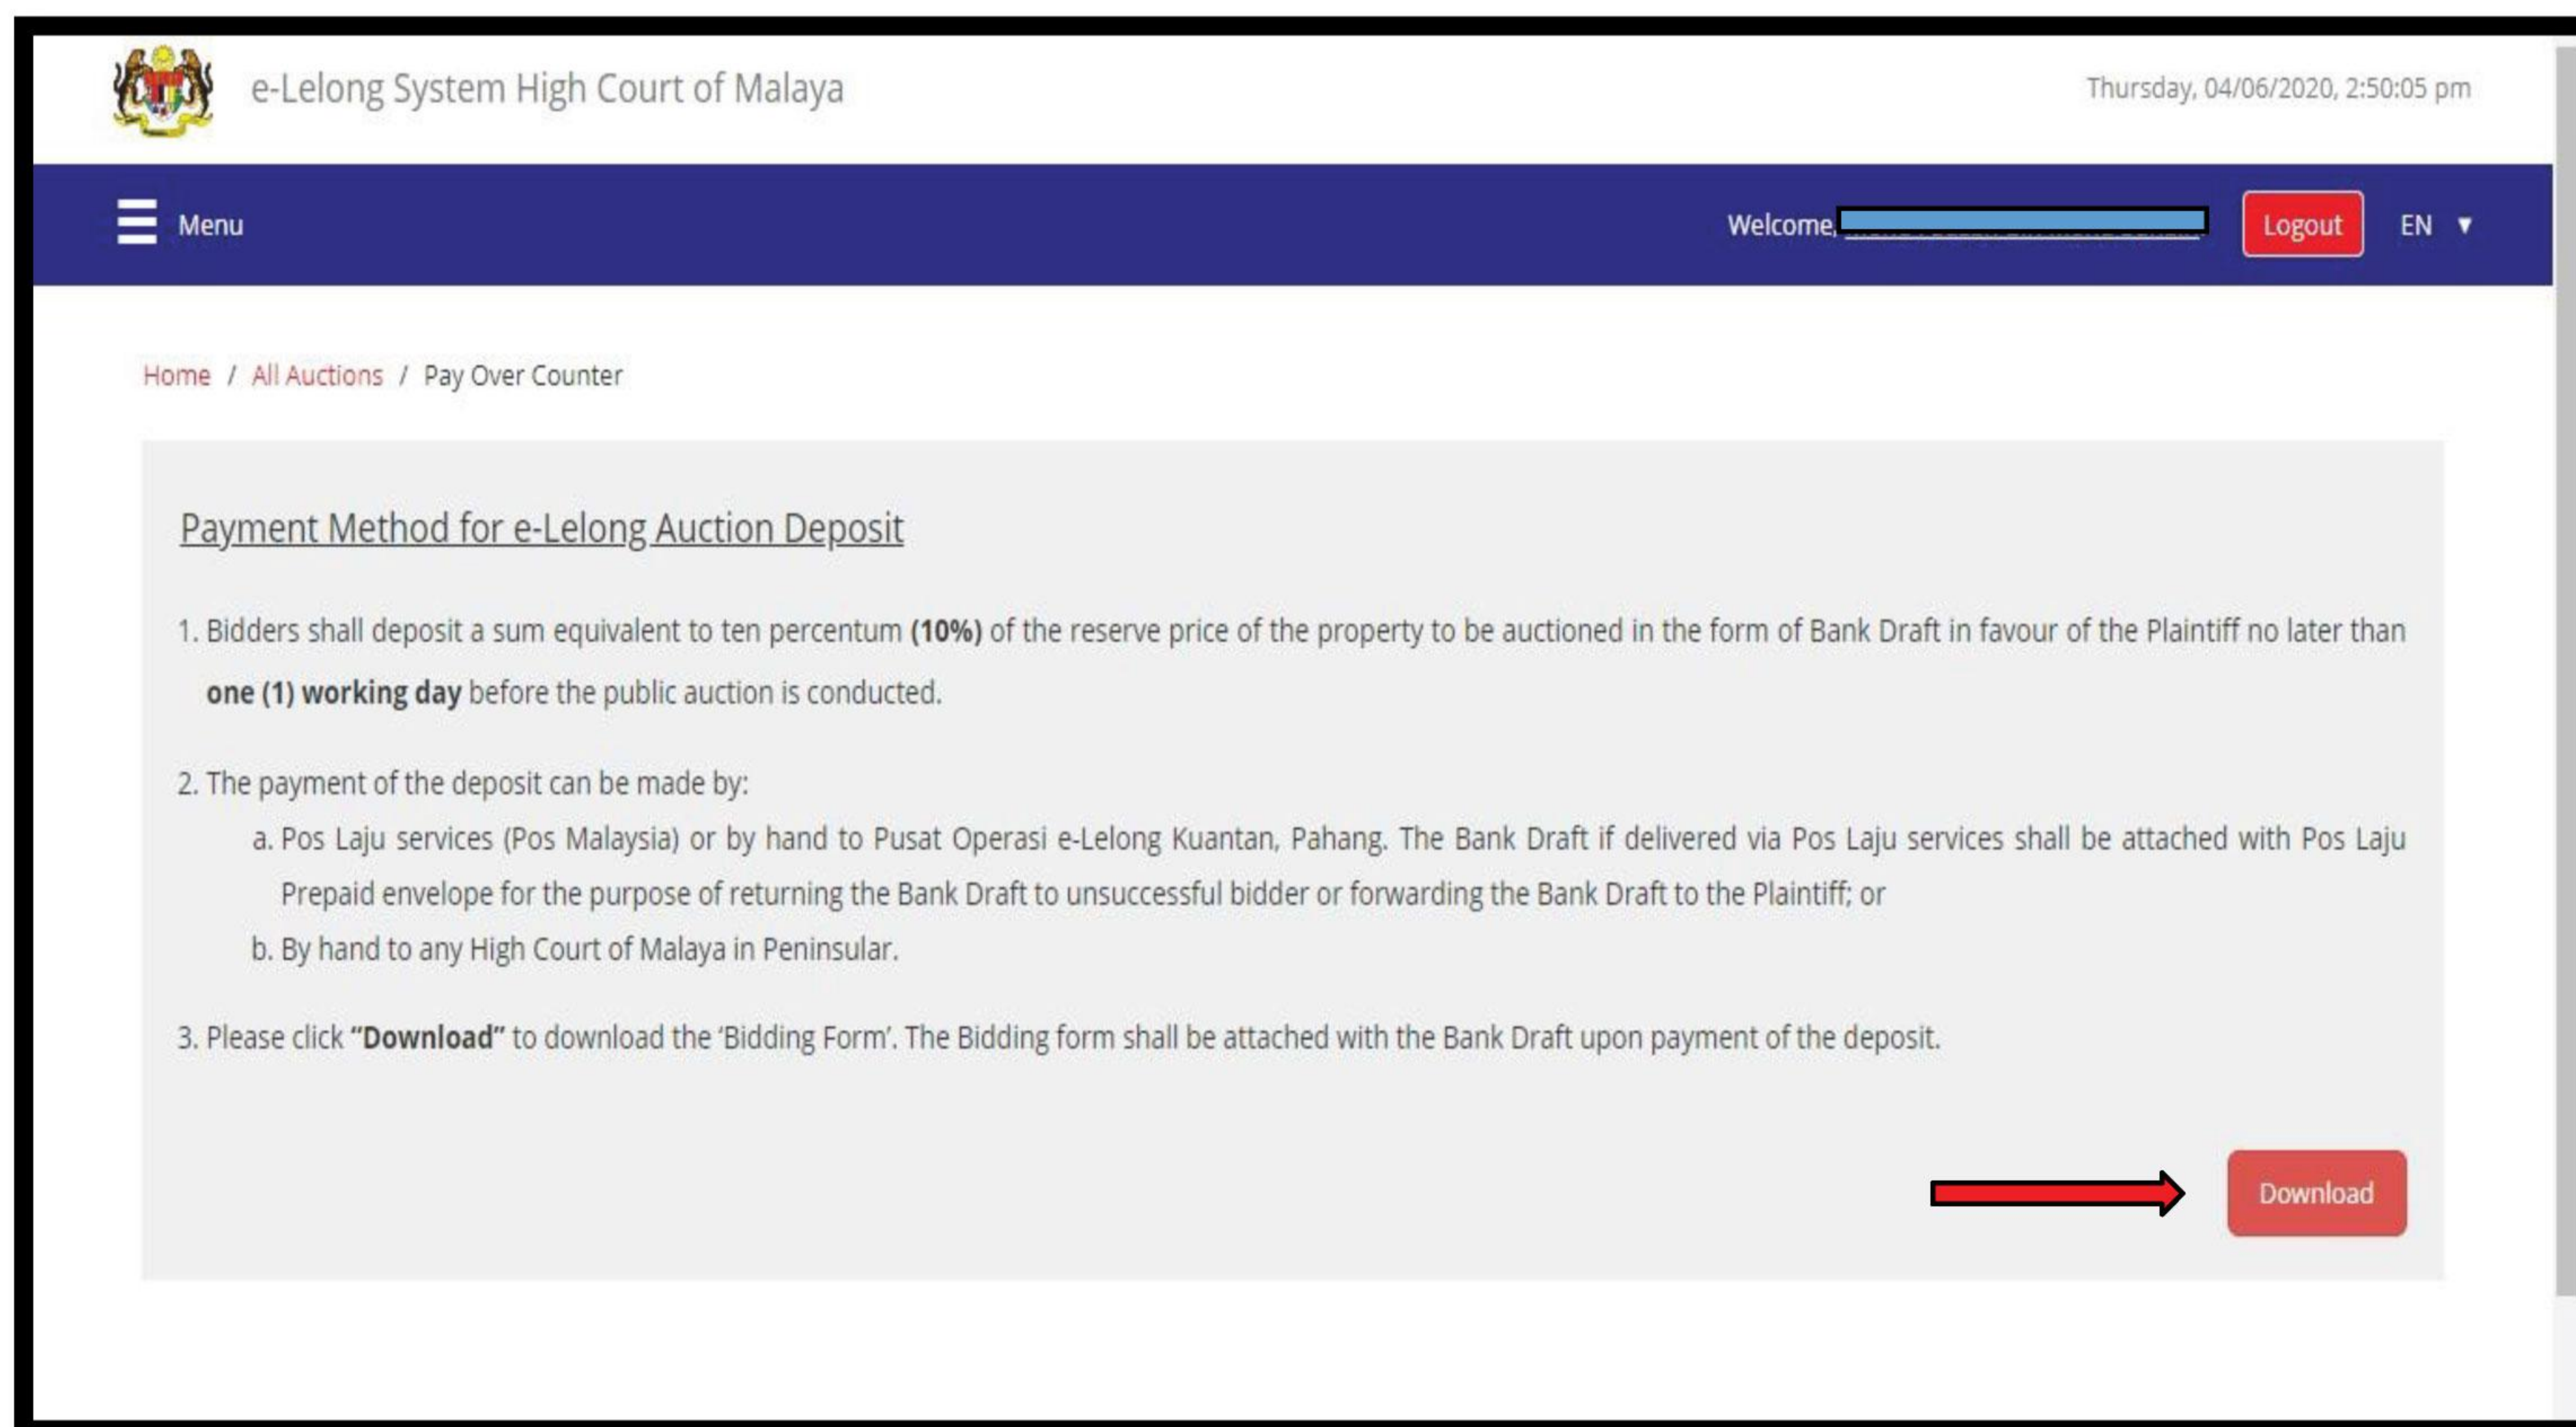 e-Lelong System High Court of Malaya
Thursday, 04/06/2020, 2:50:05 pm
Menu
Welcome,
Logout
EN ▼
Home / All Auctions / Pay Over Counter
Payment Method for e-Lelong Auction Deposit
1. Bidders shall deposit a sum equivalent to ten percentum (10%) of the reserve price of the property to be auctioned in the form of Bank Draft in favour of the Plaintiff no later than
one (1) working day before the public auction is conducted.
2. The payment of the deposit can be made by:
a. Pos Laju services (Pos Malaysia) or by hand to Pusat Operasi e-Lelong Kuantan, Pahang. The Bank Draft if delivered via Pos Laju services shall be attached with Pos Laju
Prepaid envelope for the purpose of returning the Bank Draft to unsuccessful bidder or forwarding the Bank Draft to the Plaintiff; or
b. By hand to any High Court of Malaya in Peninsular.
3. Please click “Download” to download the ‘Bidding Form’. The Bidding form shall be attached with the Bank Draft upon payment of the deposit.
Download